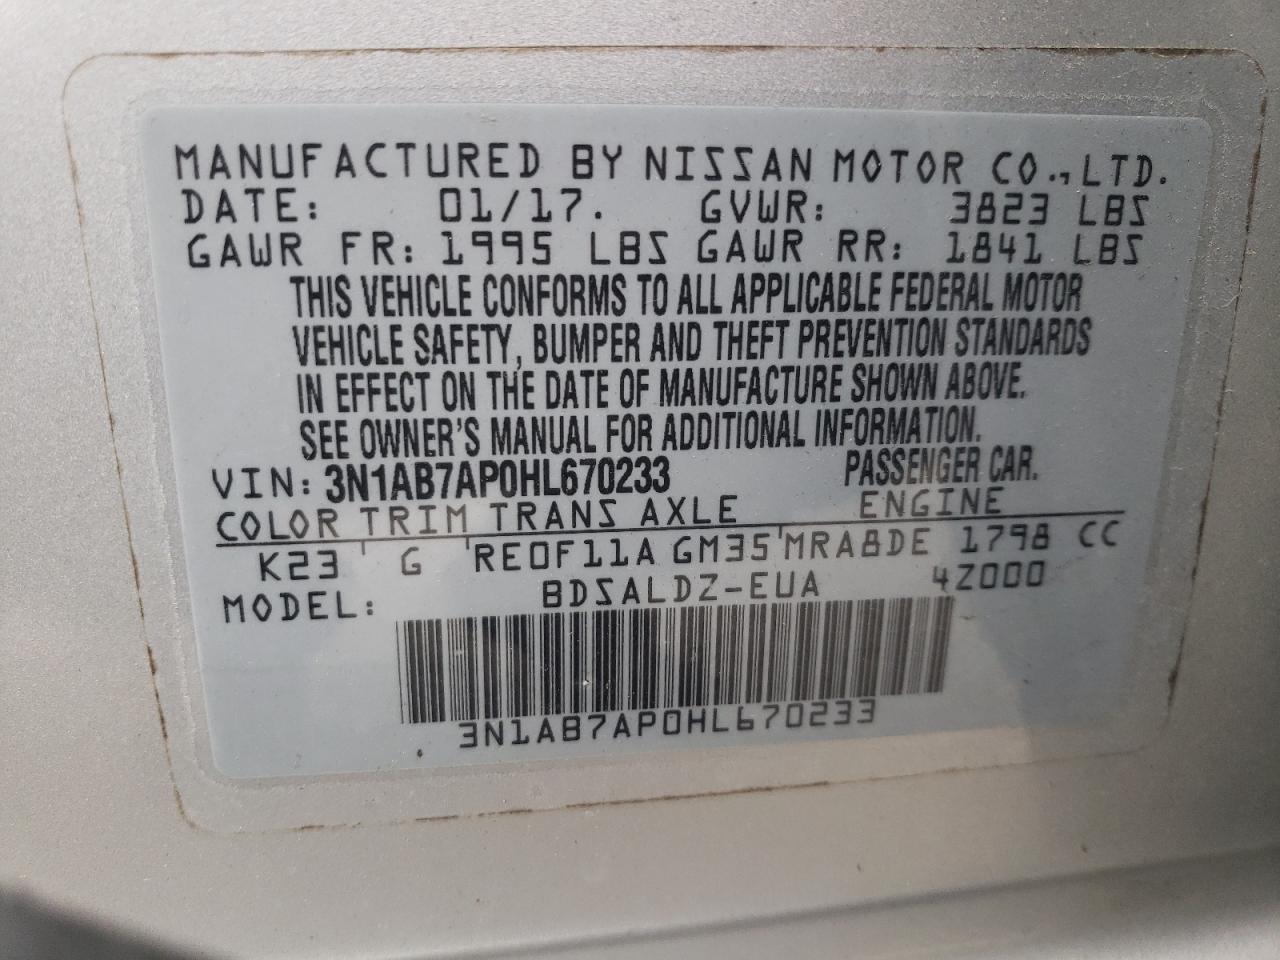 MANUFACTURED BY NISSAN MOTOR CO., LTD.
DATE: 01/17. GVWR: 3823 LBS
GAWR FR: 1995 LBS GAWR RR: 1841 LBS
THIS VEHICLE CONFORMS TO ALL APPLICABLE FEDERAL MOTOR
VEHICLE SAFETY, BUMPER AND THEFT PREVENTION STANDARDS
IN EFFECT ON THE DATE OF MANUFACTURE SHOWN ABOVE.
SEE OWNER'S MANUAL FOR ADDITIONAL INFORMATION.
VIN: 3N1AB7AP0HL670233 PASSENGER CAR.
COLOR TRIM TRANS AXLE ENGINE
K23 G RE0F11A GM35 MRA8DE 1798 CC
MODEL: BDSALDZ-EUA 4Z000
3N1AB7AP0HL670233